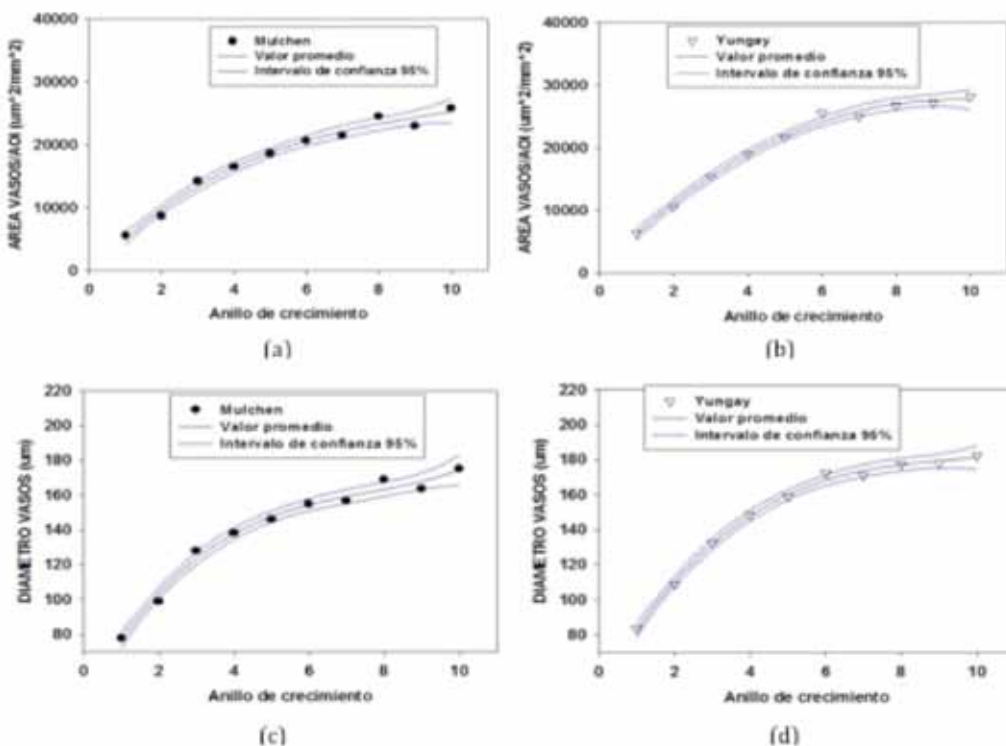 40000
30000
20000
10000
0
AREA VASOS/AOI (um^2/mm^2)
Mulchen
Valor promedio
Intervalo de confianza 95%
0 2 4 6 8 10
Anillo de crecimiento
(a)
40000
30000
20000
10000
0
AREA VASOS/AOI (um^2/mm^2)
Yungay
Valor promedio
Intervalo de confianza 95%
0 2 4 6 8 10
Anillo de crecimiento
(b)
220
200
180
160
140
120
100
80
DIAMETRO VASOS (um)
Mulchen
Valor promedio
Intervalo de confianza 95%
0 2 4 6 8 10
Anillo de crecimiento
(c)
220
200
180
160
140
120
100
80
DIAMETRO VASOS (um)
Yungay
Valor promedio
Intervalo de confianza 95%
0 2 4 6 8 10
Anillo de crecimiento
(d)